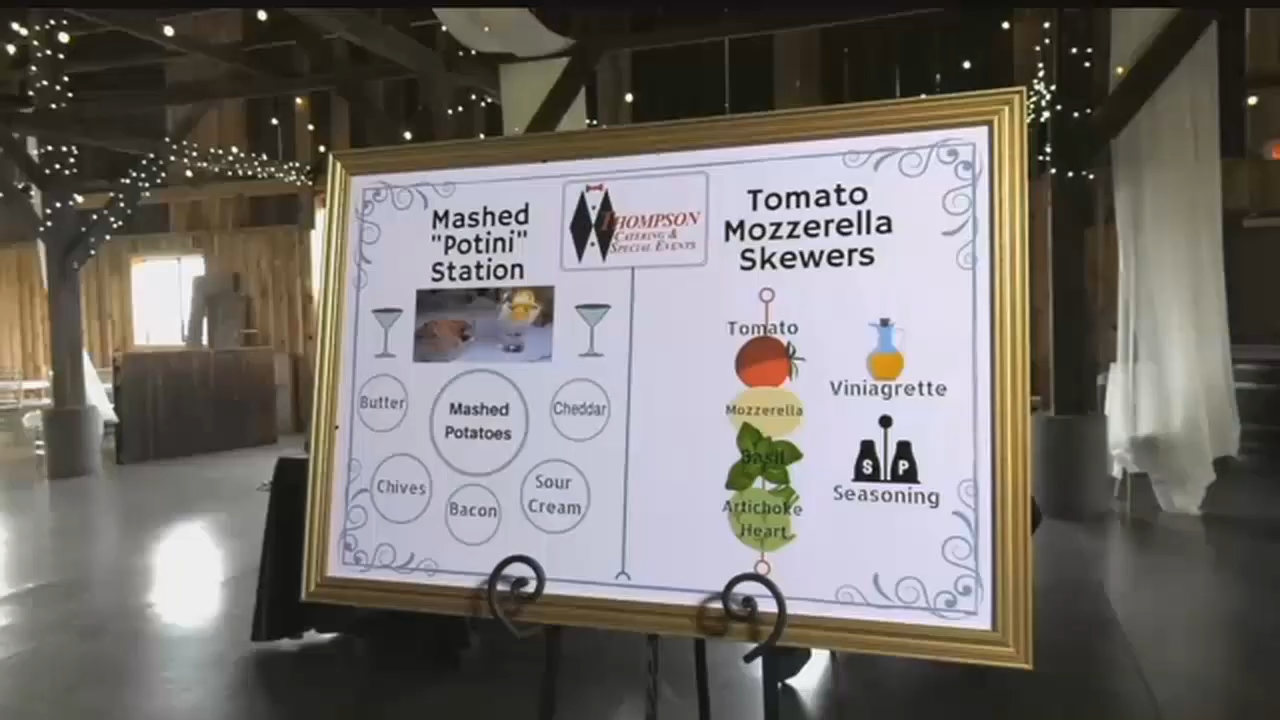 Mashed
"Potini"
Station
THOMPSON
CATERING &
SPECIAL EVENTS
Tomato
Mozzerella
Skewers
Butter
Mashed
Potatoes
Cheddar
Chives
Bacon
Sour
Cream
Tomato
Mozzerella
Basil
Artichoke
Heart
Viniagrette
S P
Seasoning